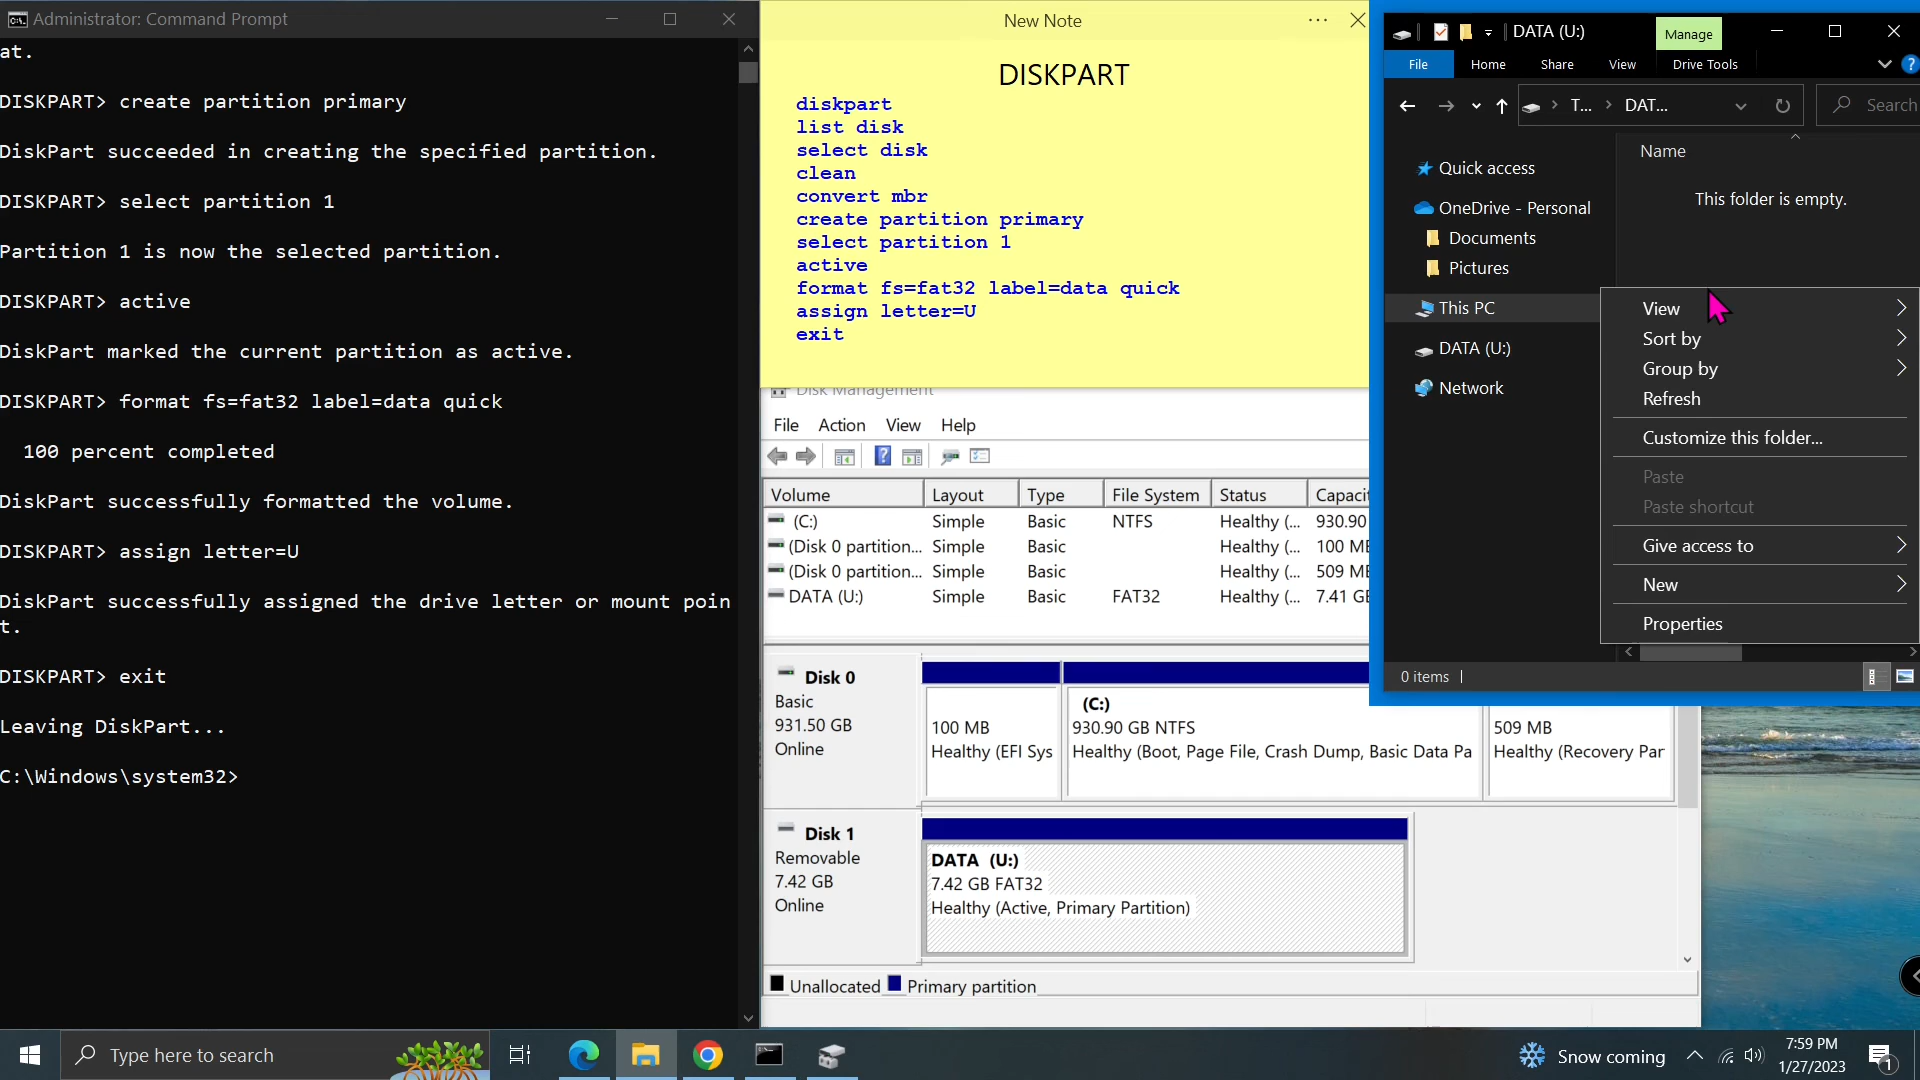 Administrator: Command Prompt
at.
DISKPART> create partition primary
DiskPart succeeded in creating the specified partition.
DISKPART> select partition 1
Partition 1 is now the selected partition.
DISKPART> active
DiskPart marked the current partition as active.
DISKPART> format fs=fat32 label=data quick
100 percent completed
DiskPart successfully formatted the volume.
DISKPART> assign letter=U
DiskPart successfully assigned the drive letter or mount poin
t.
DISKPART> exit
Leaving DiskPart...
C:\Windows\system32>
New Note
DISKPART
diskpart
list disk
select disk
clean
convert mbr
create partition primary
select partition 1
active
format fs=fat32 label=data quick
assign letter=U
exit
Disk Management
File Action View Help
Volume Layout Type File System Status Capacit
(C:) Simple Basic NTFS Healthy (... 930.90
(Disk 0 partition... Simple Basic Healthy (... 100 MB
(Disk 0 partition... Simple Basic Healthy (... 509 MB
DATA (U:) Simple Basic FAT32 Healthy (... 7.41 GB
Disk 0
Basic
931.50 GB
Online
100 MB
Healthy (EFI Sys
(C:)
930.90 GB NTFS
Healthy (Boot, Page File, Crash Dump, Basic Data Pa
509 MB
Healthy (Recovery Par
Disk 1
Removable
7.42 GB
Online
DATA (U:)
7.42 GB FAT32
Healthy (Active, Primary Partition)
Unallocated Primary partition
DATA (U:) Manage
File Home Share View Drive Tools
T... DAT... Search
Name
This folder is empty.
Quick access
OneDrive - Personal
Documents
Pictures
This PC
DATA (U:)
Network
View
Sort by
Group by
Refresh
Customize this folder...
Paste
Paste shortcut
Give access to
New
Properties
0 items
Type here to search
Snow coming
7:59 PM
1/27/2023
1